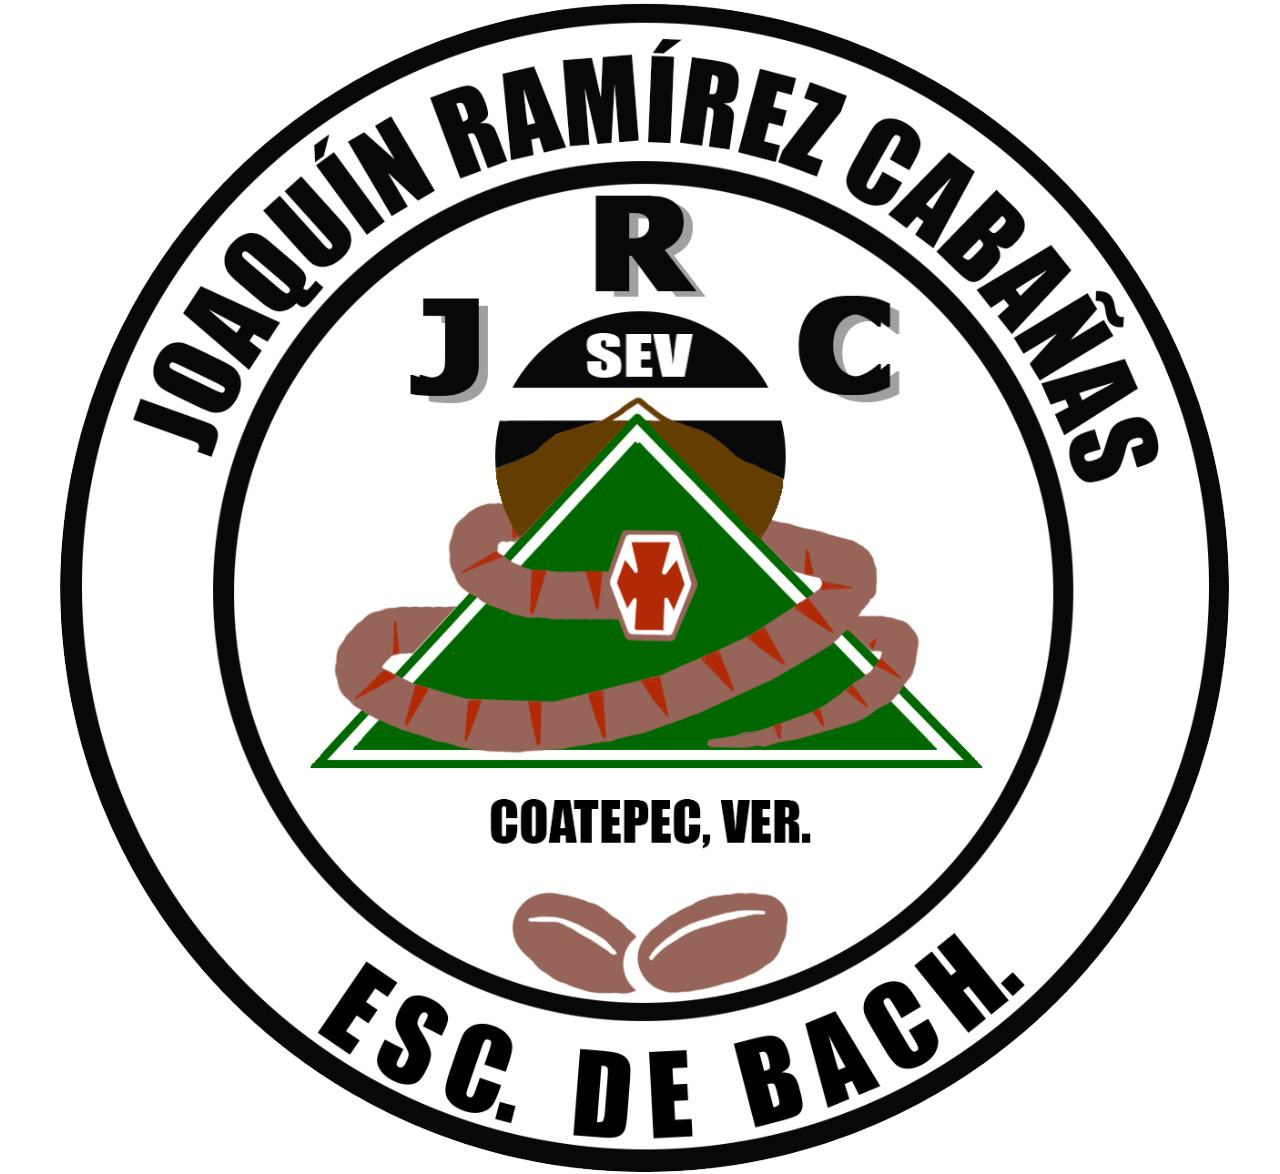 JOAQUÍN RAMÍREZ CABAÑAS
J R C
SEV
COATEPEC, VER.
ESC. DE BACH.